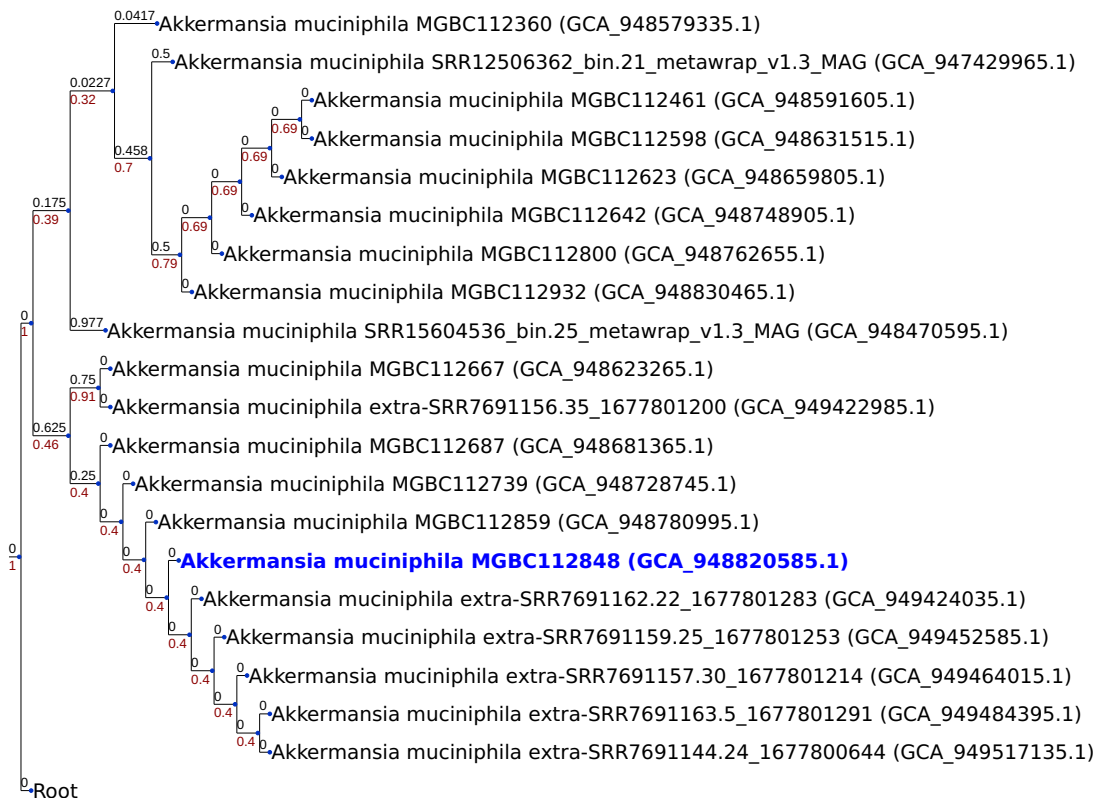 0.0417
Akkermansia muciniphila MGBC112360 (GCA_948579335.1)
0.5
Akkermansia muciniphila SRR12506362_bin.21_metawrap_v1.3_MAG (GCA_947429965.1)
0.0227
0.32
0
Akkermansia muciniphila MGBC112461 (GCA_948591605.1)
0
0.69
0
Akkermansia muciniphila MGBC112598 (GCA_948631515.1)
0.458
0.7
0
0.69
0
Akkermansia muciniphila MGBC112623 (GCA_948659805.1)
0
0.69
0.175
0.39
0
Akkermansia muciniphila MGBC112642 (GCA_948748905.1)
0
0.69
0.5
0.79
0
Akkermansia muciniphila MGBC112800 (GCA_948762655.1)
0
Akkermansia muciniphila MGBC112932 (GCA_948830465.1)
0
1
0.977
Akkermansia muciniphila SRR15604536_bin.25_metawrap_v1.3_MAG (GCA_948470595.1)
0
Akkermansia muciniphila MGBC112667 (GCA_948623265.1)
0.75
0.91
0
Akkermansia muciniphila extra-SRR7691156.35_1677801200 (GCA_949422985.1)
0.625
0.46
0
Akkermansia muciniphila MGBC112687 (GCA_948681365.1)
0.25
0.4
0
Akkermansia muciniphila MGBC112739 (GCA_948728745.1)
0
0.4
0
Akkermansia muciniphila MGBC112859 (GCA_948780995.1)
0
1
0
0.4
0
Akkermansia muciniphila MGBC112848 (GCA_948820585.1)
0
0.4
0
Akkermansia muciniphila extra-SRR7691162.22_1677801283 (GCA_949424035.1)
0
0.4
0
Akkermansia muciniphila extra-SRR7691159.25_1677801253 (GCA_949452585.1)
0
0.4
0
Akkermansia muciniphila extra-SRR7691157.30_1677801214 (GCA_949464015.1)
0
0.4
0
Akkermansia muciniphila extra-SRR7691163.5_1677801291 (GCA_949484395.1)
0
0.4
0
Akkermansia muciniphila extra-SRR7691144.24_1677800644 (GCA_949517135.1)
0
Root